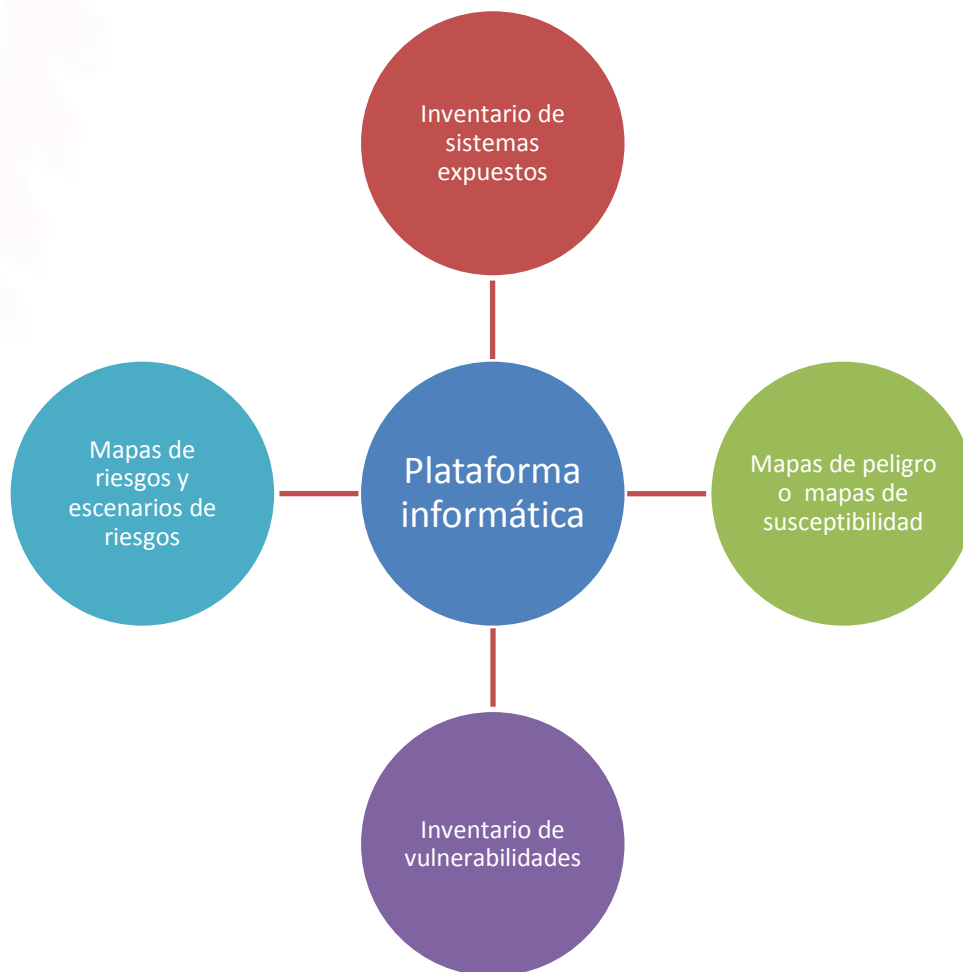 Inventario de
sistemas
expuestos
Mapas de
riesgos y
escenarios de
riesgos
Plataforma
informática
Mapas de peligro
o mapas de
susceptibilidad
Inventario de
vulnerabilidades